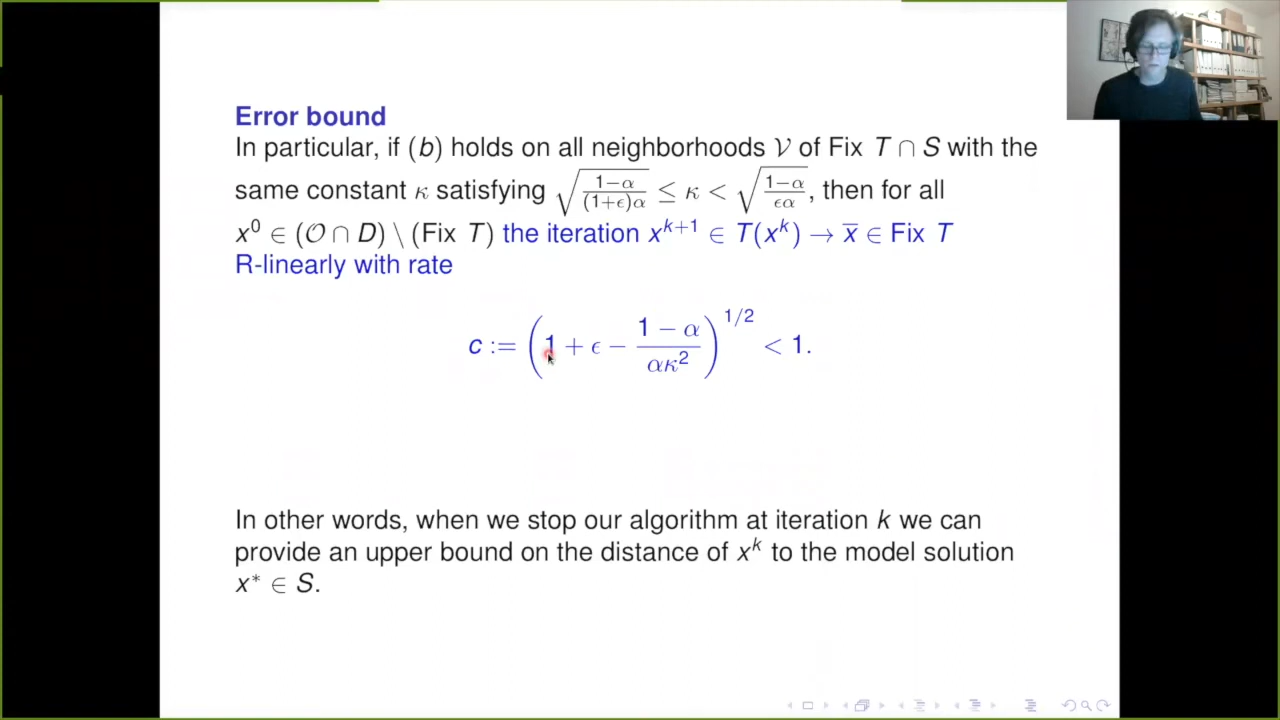 Error bound
In particular, if (b) holds on all neighborhoods 𝒱 of Fix T ∩ S with the
same constant κ satisfying √((1−α)/((1+ϵ)α)) ≤ κ < √((1−α)/(ϵα)), then for all
x⁰ ∈ (𝒪 ∩ D) \ (Fix T) the iteration xᵏ⁺¹ ∈ T(xᵏ) → x̅ ∈ Fix T
R-linearly with rate
c := (1 + ϵ − (1 − α)/(ακ²))^{1/2} < 1.
In other words, when we stop our algorithm at iteration k we can
provide an upper bound on the distance of xᵏ to the model solution
x* ∈ S.